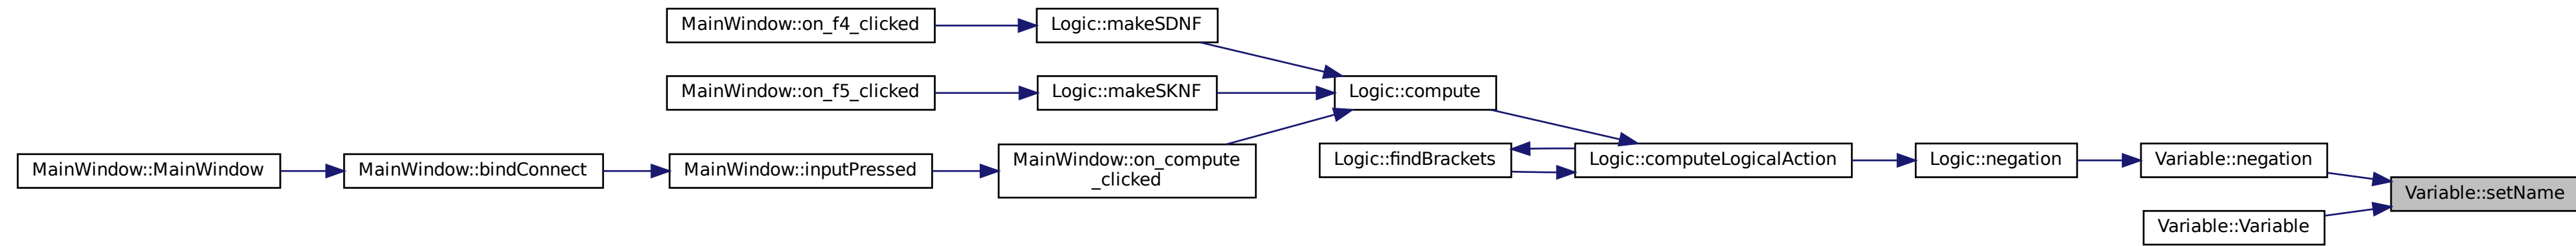 MainWindow::on_f4_clicked
Logic::makeSDNF
MainWindow::on_f5_clicked
Logic::makeSKNF
Logic::compute
MainWindow::MainWindow
MainWindow::bindConnect
MainWindow::inputPressed
MainWindow::on_compute
_clicked
Logic::findBrackets
Logic::computeLogicalAction
Logic::negation
Variable::negation
Variable::setName
Variable::Variable